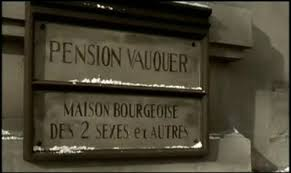 PENSION VAUQUER
MAISON BOURGEOISE
DES 2 SEXES et AUTRES